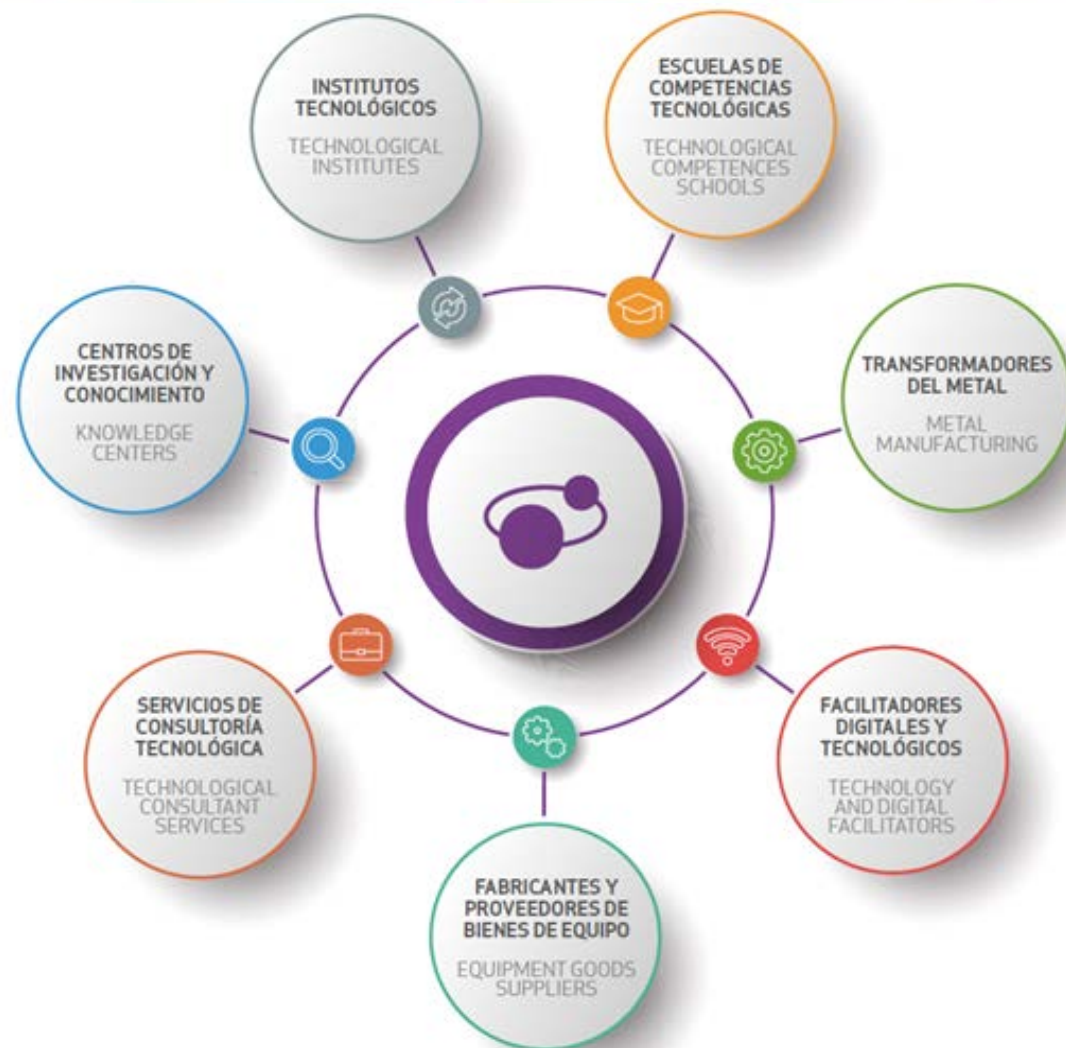 INSTITUTOS
TECNOLÓGICOS
TECHNOLOGICAL
INSTITUTES
ESCUELAS DE
COMPETENCIAS
TECNOLÓGICAS
TECHNOLOGICAL
COMPETENCES
SCHOOLS
CENTROS DE
INVESTIGACIÓN Y
CONOCIMIENTO
KNOWLEDGE
CENTERS
TRANSFORMADORES
DEL METAL
METAL
MANUFACTURING
SERVICIOS DE
CONSULTORÍA
TECNOLÓGICA
TECHNOLOGICAL
CONSULTANT
SERVICES
FACILITADORES
DIGITALES Y
TECNOLÓGICOS
TECHNOLOGY
AND DIGITAL
FACILITATORS
FABRICANTES Y
PROVEEDORES DE
BIENES DE EQUIPO
EQUIPMENT GOODS
SUPPLIERS